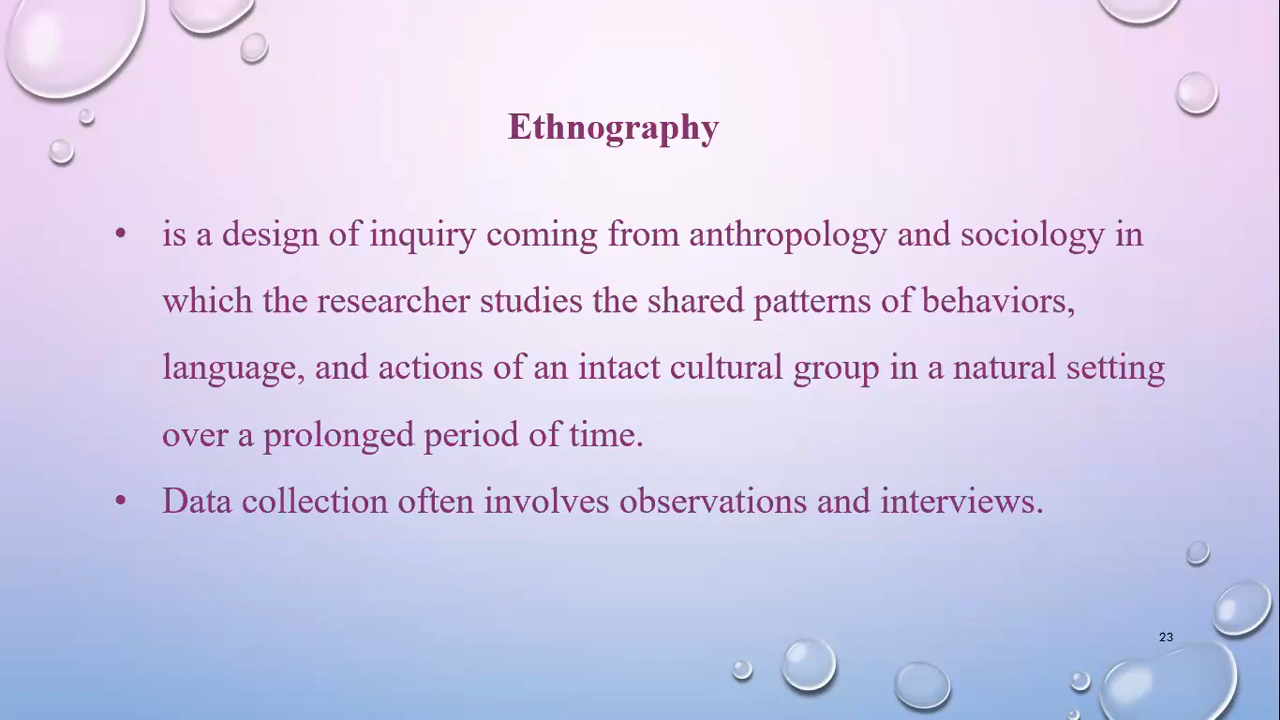 Ethnography
• is a design of inquiry coming from anthropology and sociology in
which the researcher studies the shared patterns of behaviors,
language, and actions of an intact cultural group in a natural setting
over a prolonged period of time.
• Data collection often involves observations and interviews.
23